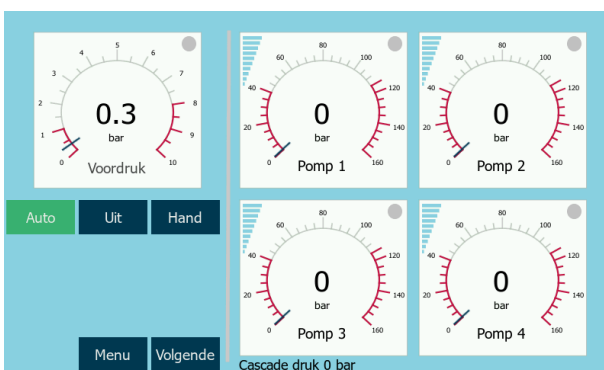 0 1 2 3 4 5 6 7 8 9 10
0.3
bar
Voordruk
0 20 40 60 80 100 120 140 160
0
bar
Pomp 1
0 20 40 60 80 100 120 140 160
0
bar
Pomp 2
Auto Uit Hand
0 20 40 60 80 100 120 140 160
0
bar
Pomp 3
0 20 40 60 80 100 120 140 160
0
bar
Pomp 4
Menu Volgende
Cascade druk 0 bar